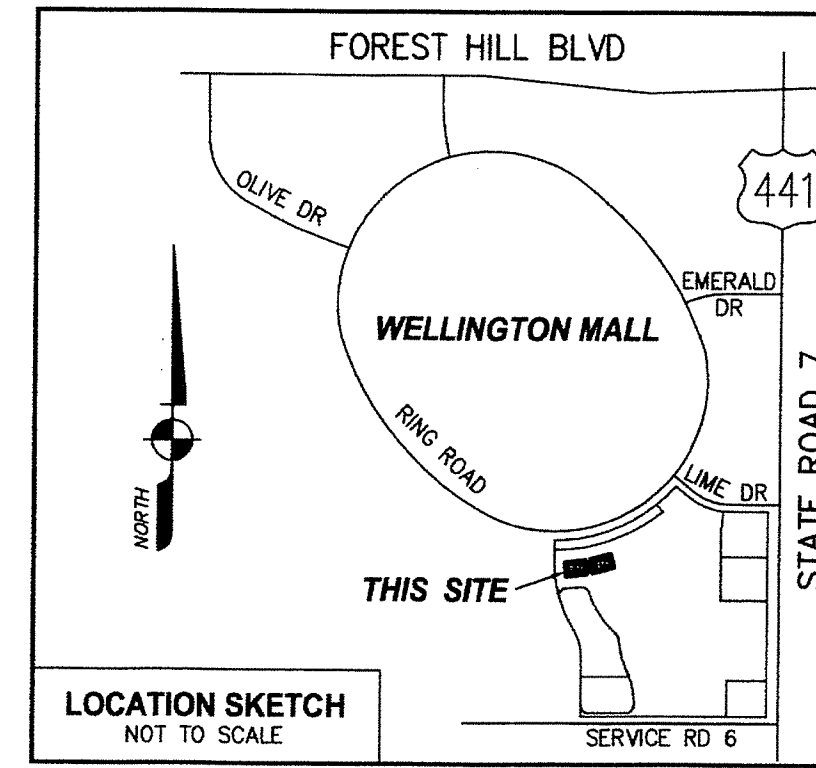 FOREST HILL BLVD
OLIVE DR
441
EMERALD
DR
WELLINGTON MALL
STATE ROAD 7
RING ROAD
LIME DR
NORTH
THIS SITE
LOCATION SKETCH
NOT TO SCALE
SERVICE RD 6